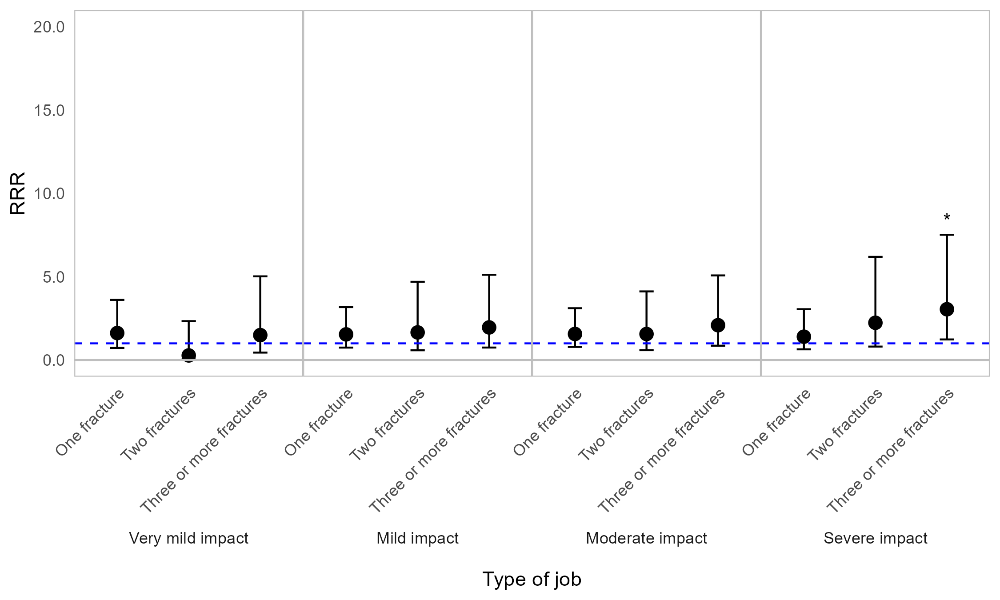 20.0
15.0
10.0
5.0
0.0
RRR
*
One fracture
Two fractures
Three or more fractures
One fracture
Two fractures
Three or more fractures
One fracture
Two fractures
Three or more fractures
One fracture
Two fractures
Three or more fractures
Very mild impact
Mild impact
Moderate impact
Severe impact
Type of job